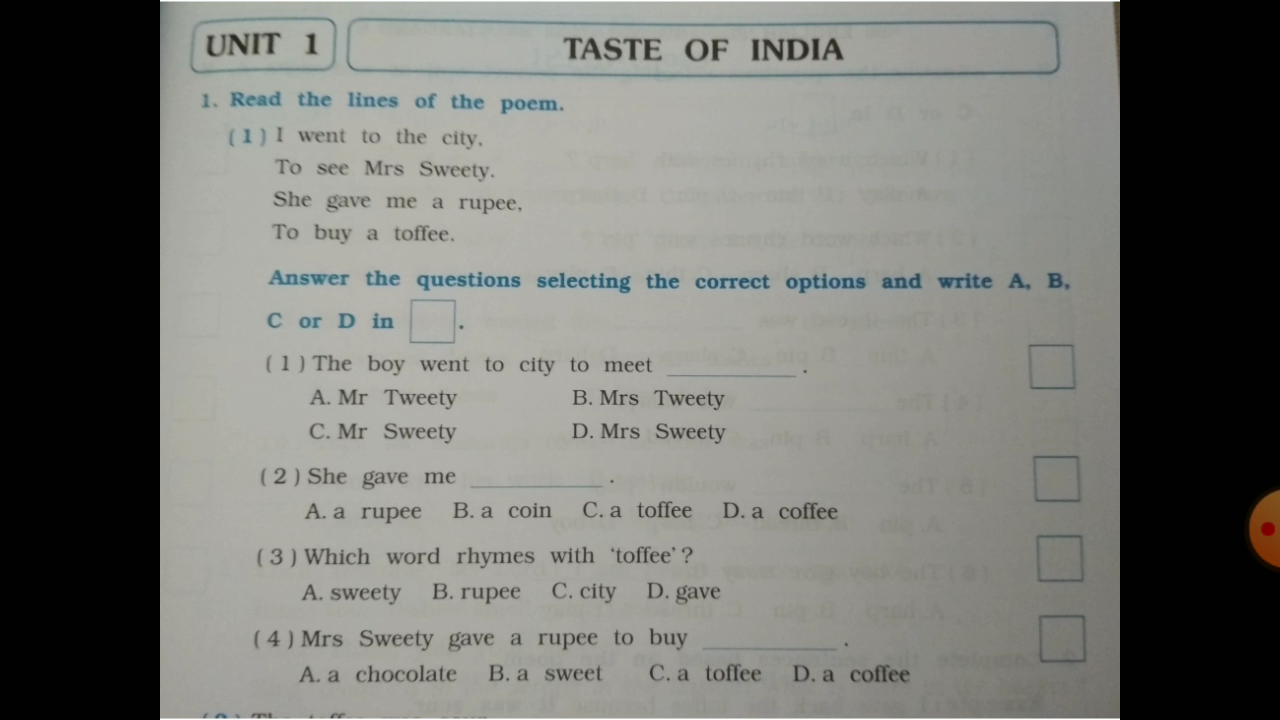 UNIT 1
TASTE OF INDIA
1. Read the lines of the poem.
(1) I went to the city,
To see Mrs Sweety.
She gave me a rupee,
To buy a toffee.
Answer the questions selecting the correct options and write A, B,
C or D in .
(1) The boy went to city to meet __________.
A. Mr Tweety B. Mrs Tweety
C. Mr Sweety D. Mrs Sweety
(2) She gave me __________.
A. a rupee B. a coin C. a toffee D. a coffee
(3) Which word rhymes with 'toffee'?
A. sweety B. rupee C. city D. gave
(4) Mrs Sweety gave a rupee to buy __________.
A. a chocolate B. a sweet C. a toffee D. a coffee